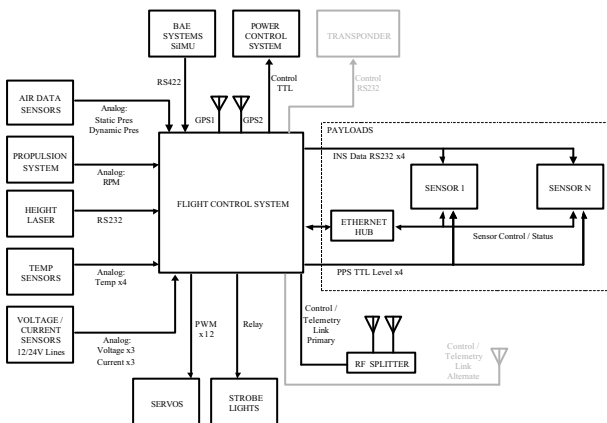 BAE
SYSTEMS
SiIMU
POWER
CONTROL
SYSTEM
TRANSPONDER
RS422
Control
TTL
Control
RS232
AIR DATA
SENSORS
Analog:
Static Pres
Dynamic Pres
GPS1
GPS2
PAYLOADS
PROPULSION
SYSTEM
Analog:
RPM
INS Data RS232 x4
SENSOR 1
SENSOR N
HEIGHT
LASER
RS232
FLIGHT CONTROL SYSTEM
ETHERNET
HUB
Sensor Control / Status
TEMP
SENSORS
Analog:
Temp x4
PPS TTL Level x4
VOLTAGE /
CURRENT
SENSORS
12/24V Lines
Analog:
Voltage x3
Current x3
PWM
x12
Relay
Control /
Telemetry
Link
Primary
RF SPLITTER
Control /
Telemetry
Link
Alternate
SERVOS
STROBE
LIGHTS